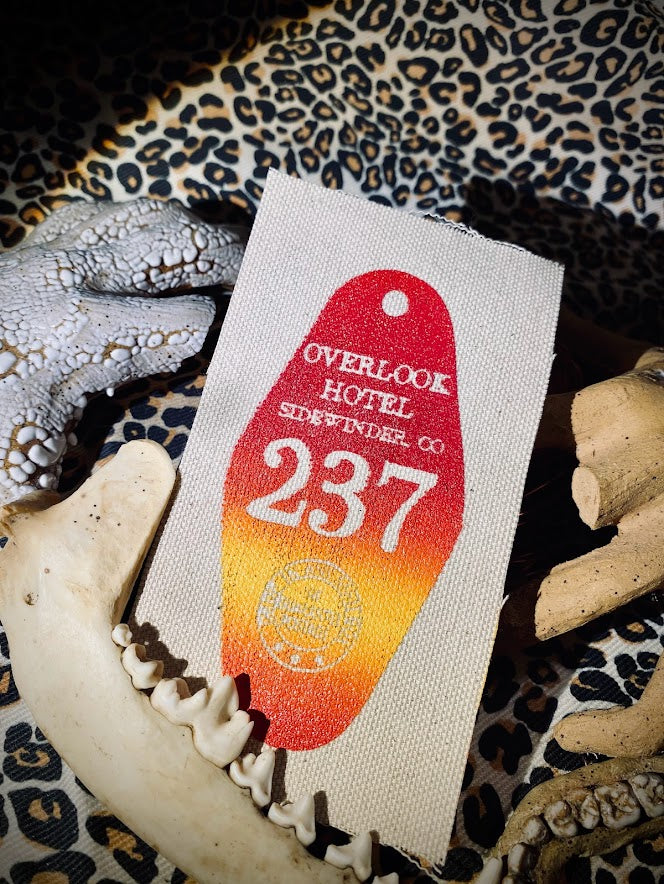 OVERLOOK
HOTEL
SIDEWINDER, CO
237